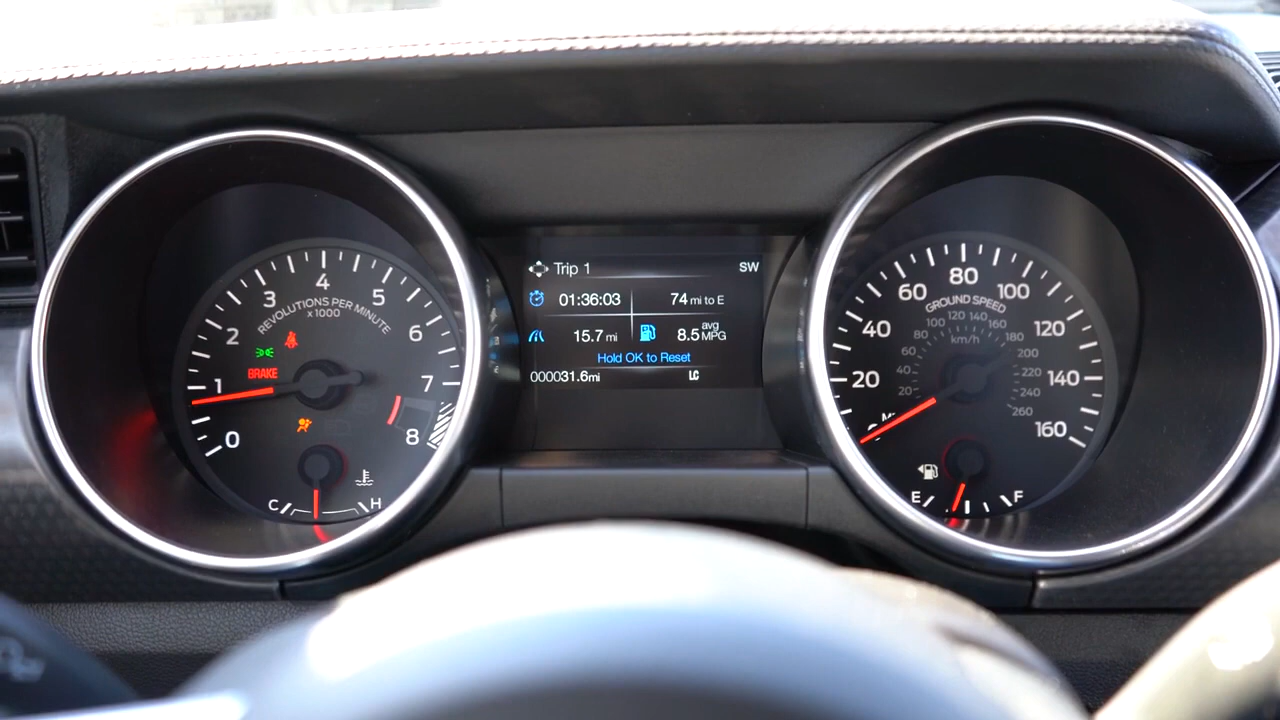 Trip 1 SW
01:36:03 74 mi to E
15.7 mi 8.5 avg MPG
Hold OK to Reset
000031.6mi LC
0 1 2 3 4 5 6 7 8
REVOLUTIONS PER MINUTE
x 1000
BRAKE
C H
20 40 60 80 100 120 140 160
GROUND SPEED
20 40 60 80 100 120 140 160 180 200 220 240 260
km/h
E F